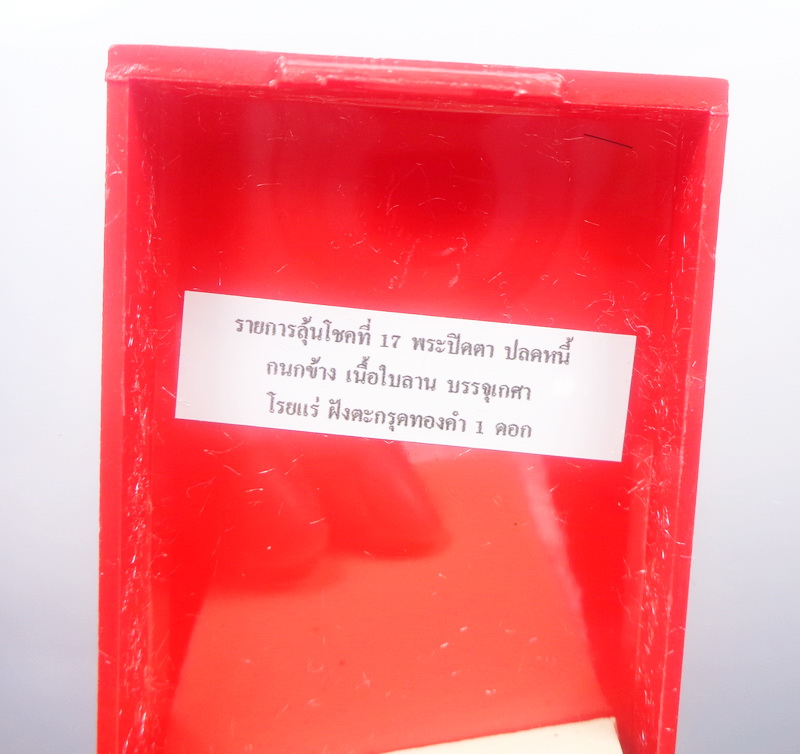 รายการลุ้นโชคที่ 17 พระปิดตา ปลดหนี้
กนกข้าง เนื้อใบลาน บรรจุเกศา
โรยแร่ ฝังตะกรุดทองคำ 1 ดอก